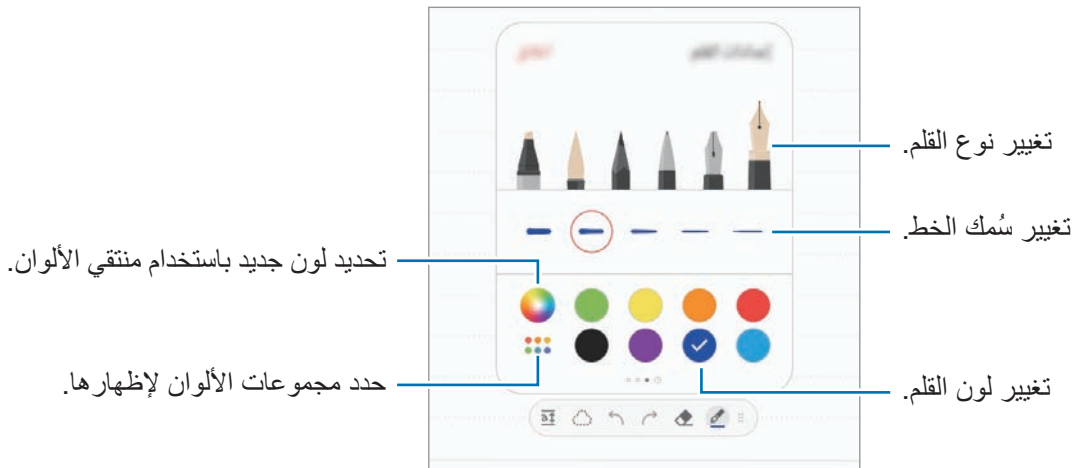 تغيير نوع القلم.
تغيير سُمك الخط.
تحديد لون جديد باستخدام منتقي الألوان.
حدد مجموعات الألوان لإظهارها.
تغيير لون القلم.